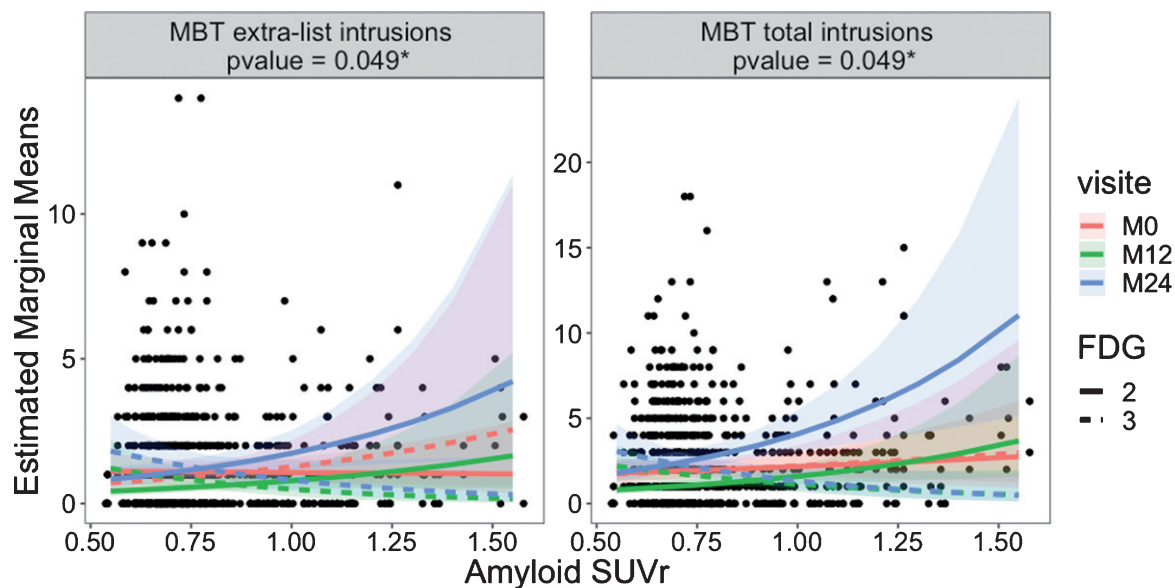 MBT extra-list intrusions
pvalue = 0.049*
MBT total intrusions
pvalue = 0.049*
Estimated Marginal Means
10
5
0
20
15
10
5
0
0.50 0.75 1.00 1.25 1.50
0.50 0.75 1.00 1.25 1.50
Amyloid SUVr
visite
M0
M12
M24
FDG
2
3